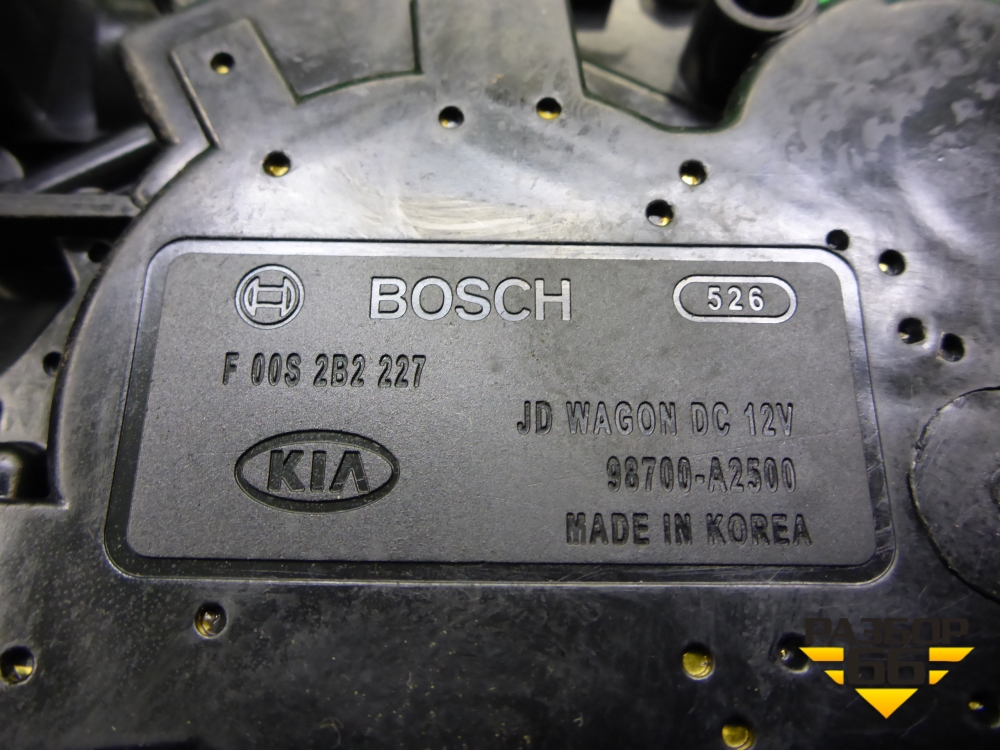 BOSCH 526
F 00S 2B2 227
JD WAGON DC 12V
KIA 98700-A2500
MADE IN KOREA
РАЗБОР
66